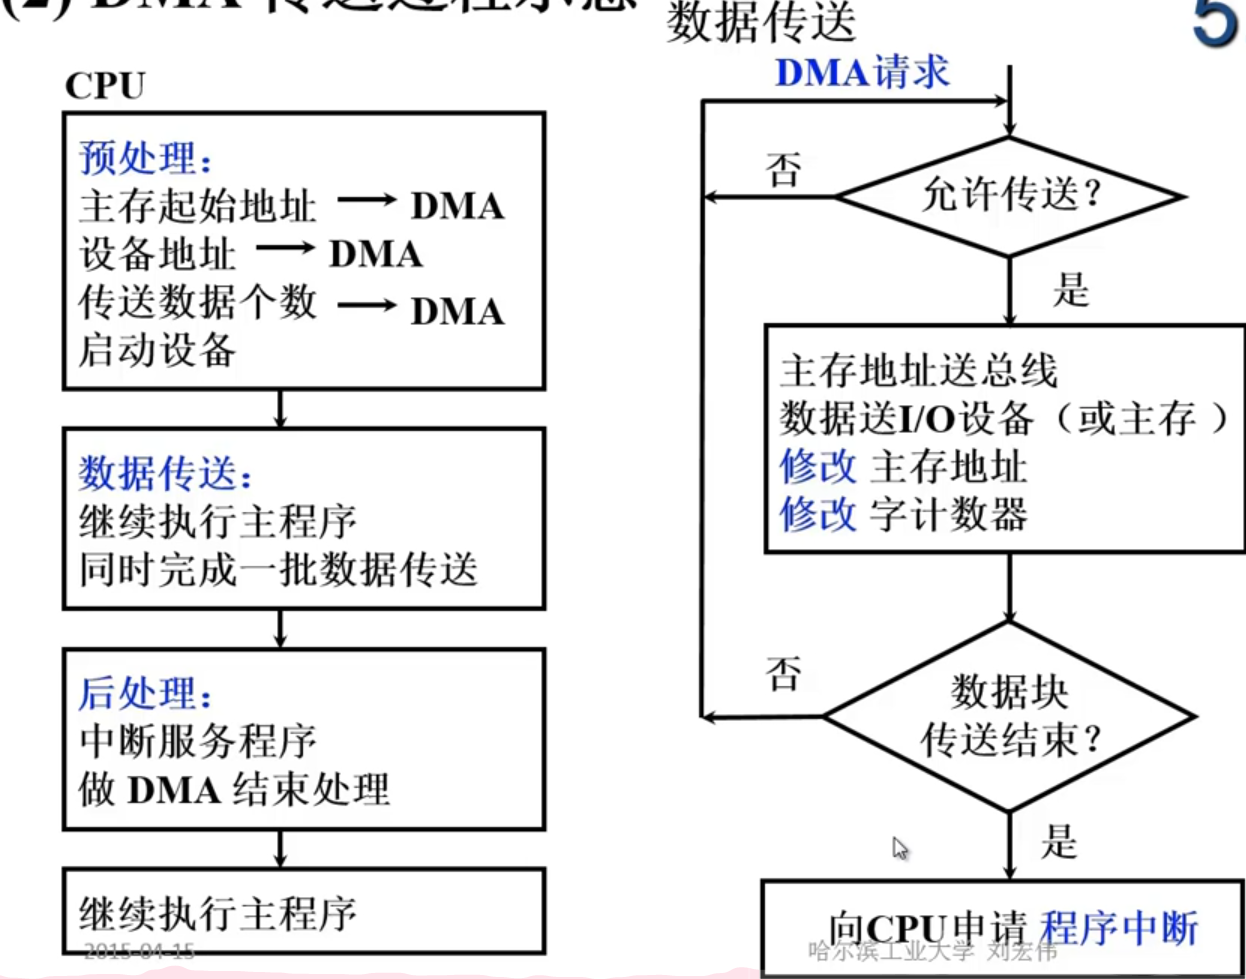 (2) DMA 传送过程示意
5
CPU
预处理：
主存起始地址 → DMA
设备地址 → DMA
传送数据个数 → DMA
启动设备
数据传送：
继续执行主程序
同时完成一批数据传送
后处理：
中断服务程序
做 DMA 结束处理
继续执行主程序
2015-04-15
数据传送
DMA请求
允许传送？
否
是
主存地址送总线
数据送I/O设备（或主存 ）
修改 主存地址
修改 字计数器
数据块
传送结束？
否
是
向CPU申请 程序中断
哈尔滨工业大学 刘宏伟